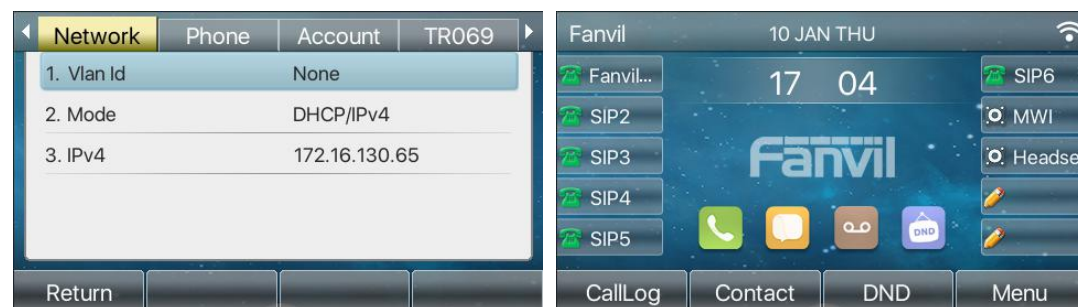 Network Phone Account TR069
1. Vlan Id None
2. Mode DHCP/IPv4
3. IPv4 172.16.130.65
Return
Fanvil 10 JAN THU
Fanvil... 17 04 SIP6
SIP2 MWI
SIP3 Fanvil Headse
SIP4
DND
SIP5
CallLog Contact DND Menu